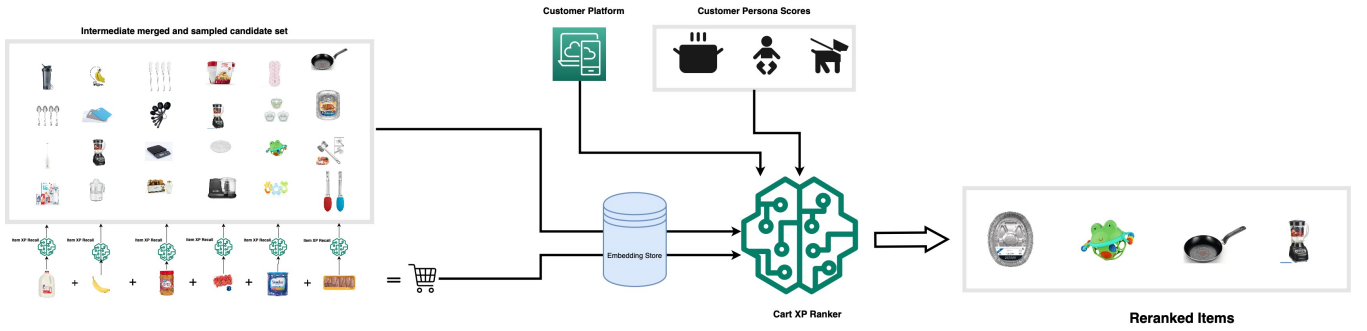 Customer Platform
Customer Persona Scores
Intermediate merged and sampled candidate set
Item XP Recall
Item XP Recall
Item XP Recall
Item XP Recall
Item XP Recall
Item XP Recall
+
+
+
+
+
=
Embedding Store
Cart XP Ranker
Reranked Items